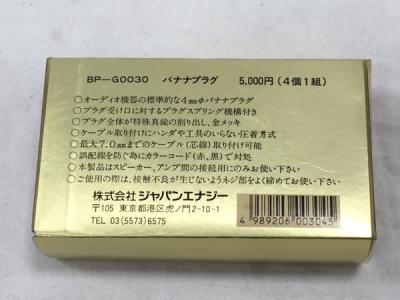 BP-G0030 バナナプラグ 5,000円(4個1組)
○オーディオ機器の標準的な4㎜φバナナプラグ
○プラグ受け口に対するプラグスプリング機構付き
○プラグ全体が特殊真鍮の削り出し、金メッキ
○ケーブル取り付けにハンダや工具のいらない圧着方式
○最大7.0㎜までのケーブル(芯線)取り付け可
○誤配線を防ぐ為にカラーコード(赤、黒)で対処
○本製品はスピーカー、アンプ間の接続用にのみお使い下さい
○ご使用の際は、接触不良が生じないようネジ部をよく締めてお使い下さい
株式会社 ジャパンエナジー
〒105 東京都港区虎ノ門2-10-1
TEL 03(5573)6575
4 989206 003045